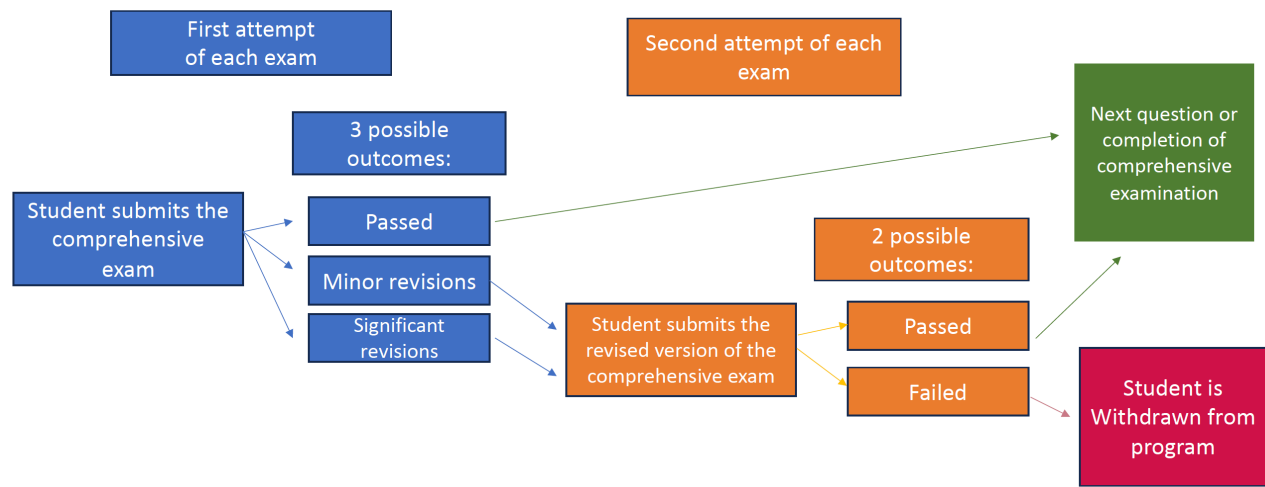 First attempt
of each exam
Second attempt of each
exam
3 possible
outcomes:
Student submits the
comprehensive
exam
Passed
Minor revisions
Significant
revisions
Student submits the
revised version of the
comprehensive exam
2 possible
outcomes:
Passed
Failed
Next question or
completion of
comprehensive
examination
Student is
Withdrawn from
program